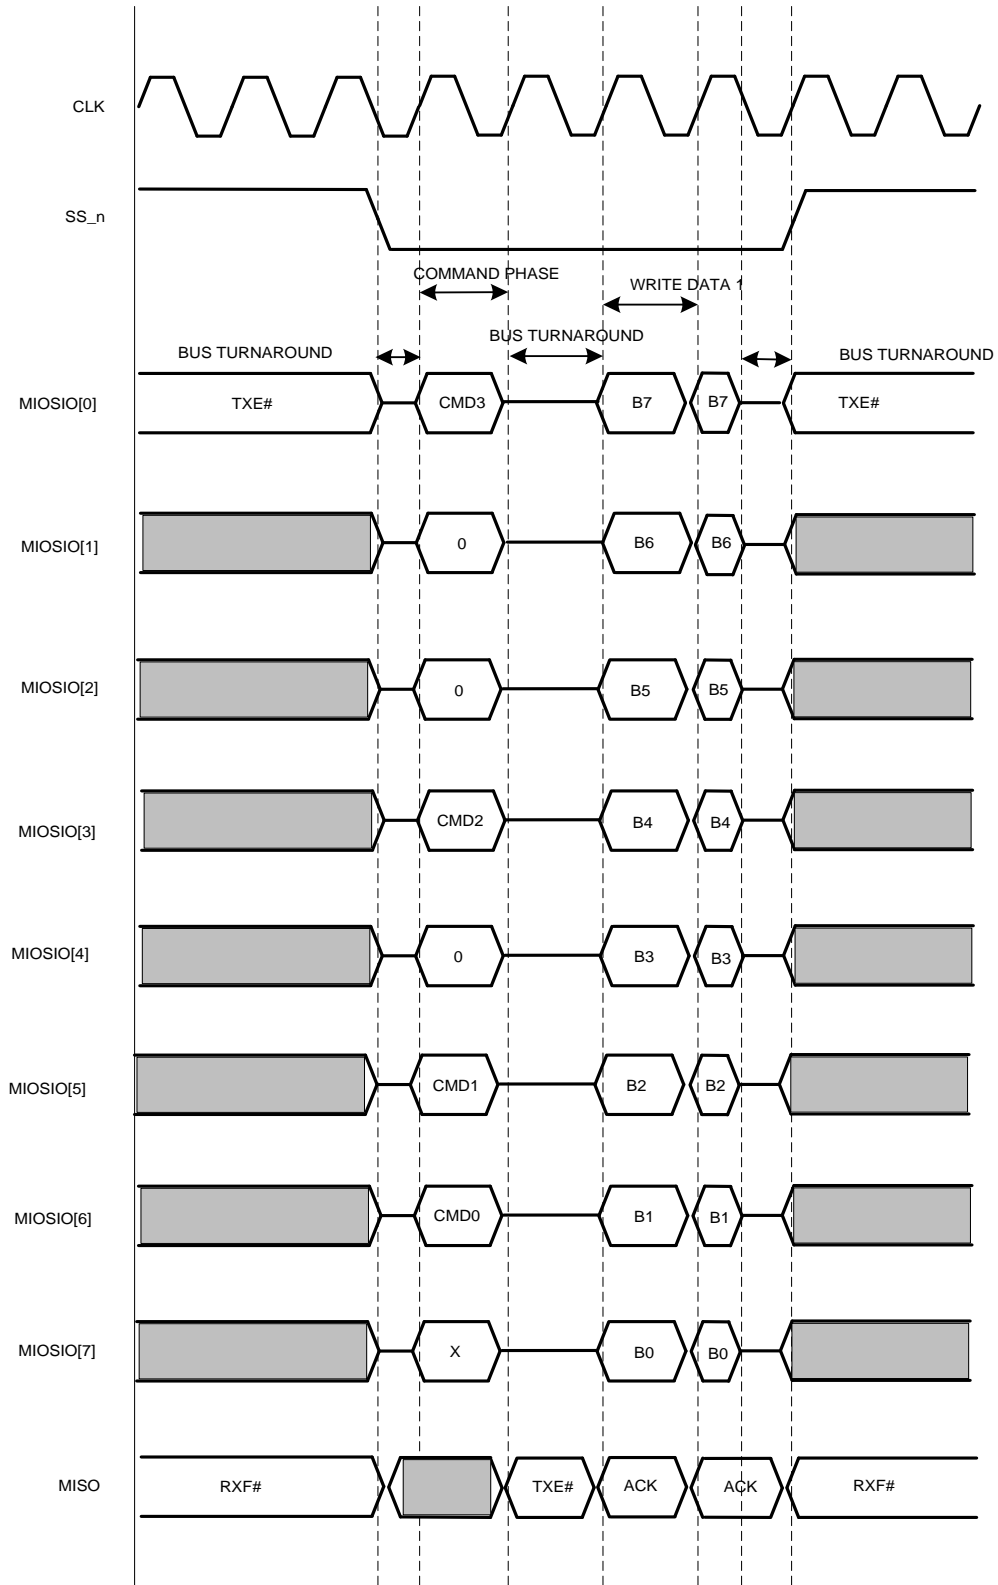 CLK
SS_n
COMMAND PHASE
WRITE DATA 1
BUS TURNAROUND
BUS TURNAROUND
BUS TURNAROUND
MIOSIO[0] TXE# CMD3 B7 B7 TXE#
MIOSIO[1] 0 B6 B6
MIOSIO[2] 0 B5 B5
MIOSIO[3] CMD2 B4 B4
MIOSIO[4] 0 B3 B3
MIOSIO[5] CMD1 B2 B2
MIOSIO[6] CMD0 B1 B1
MIOSIO[7] X B0 B0
MISO RXF# TXE# ACK ACK RXF#